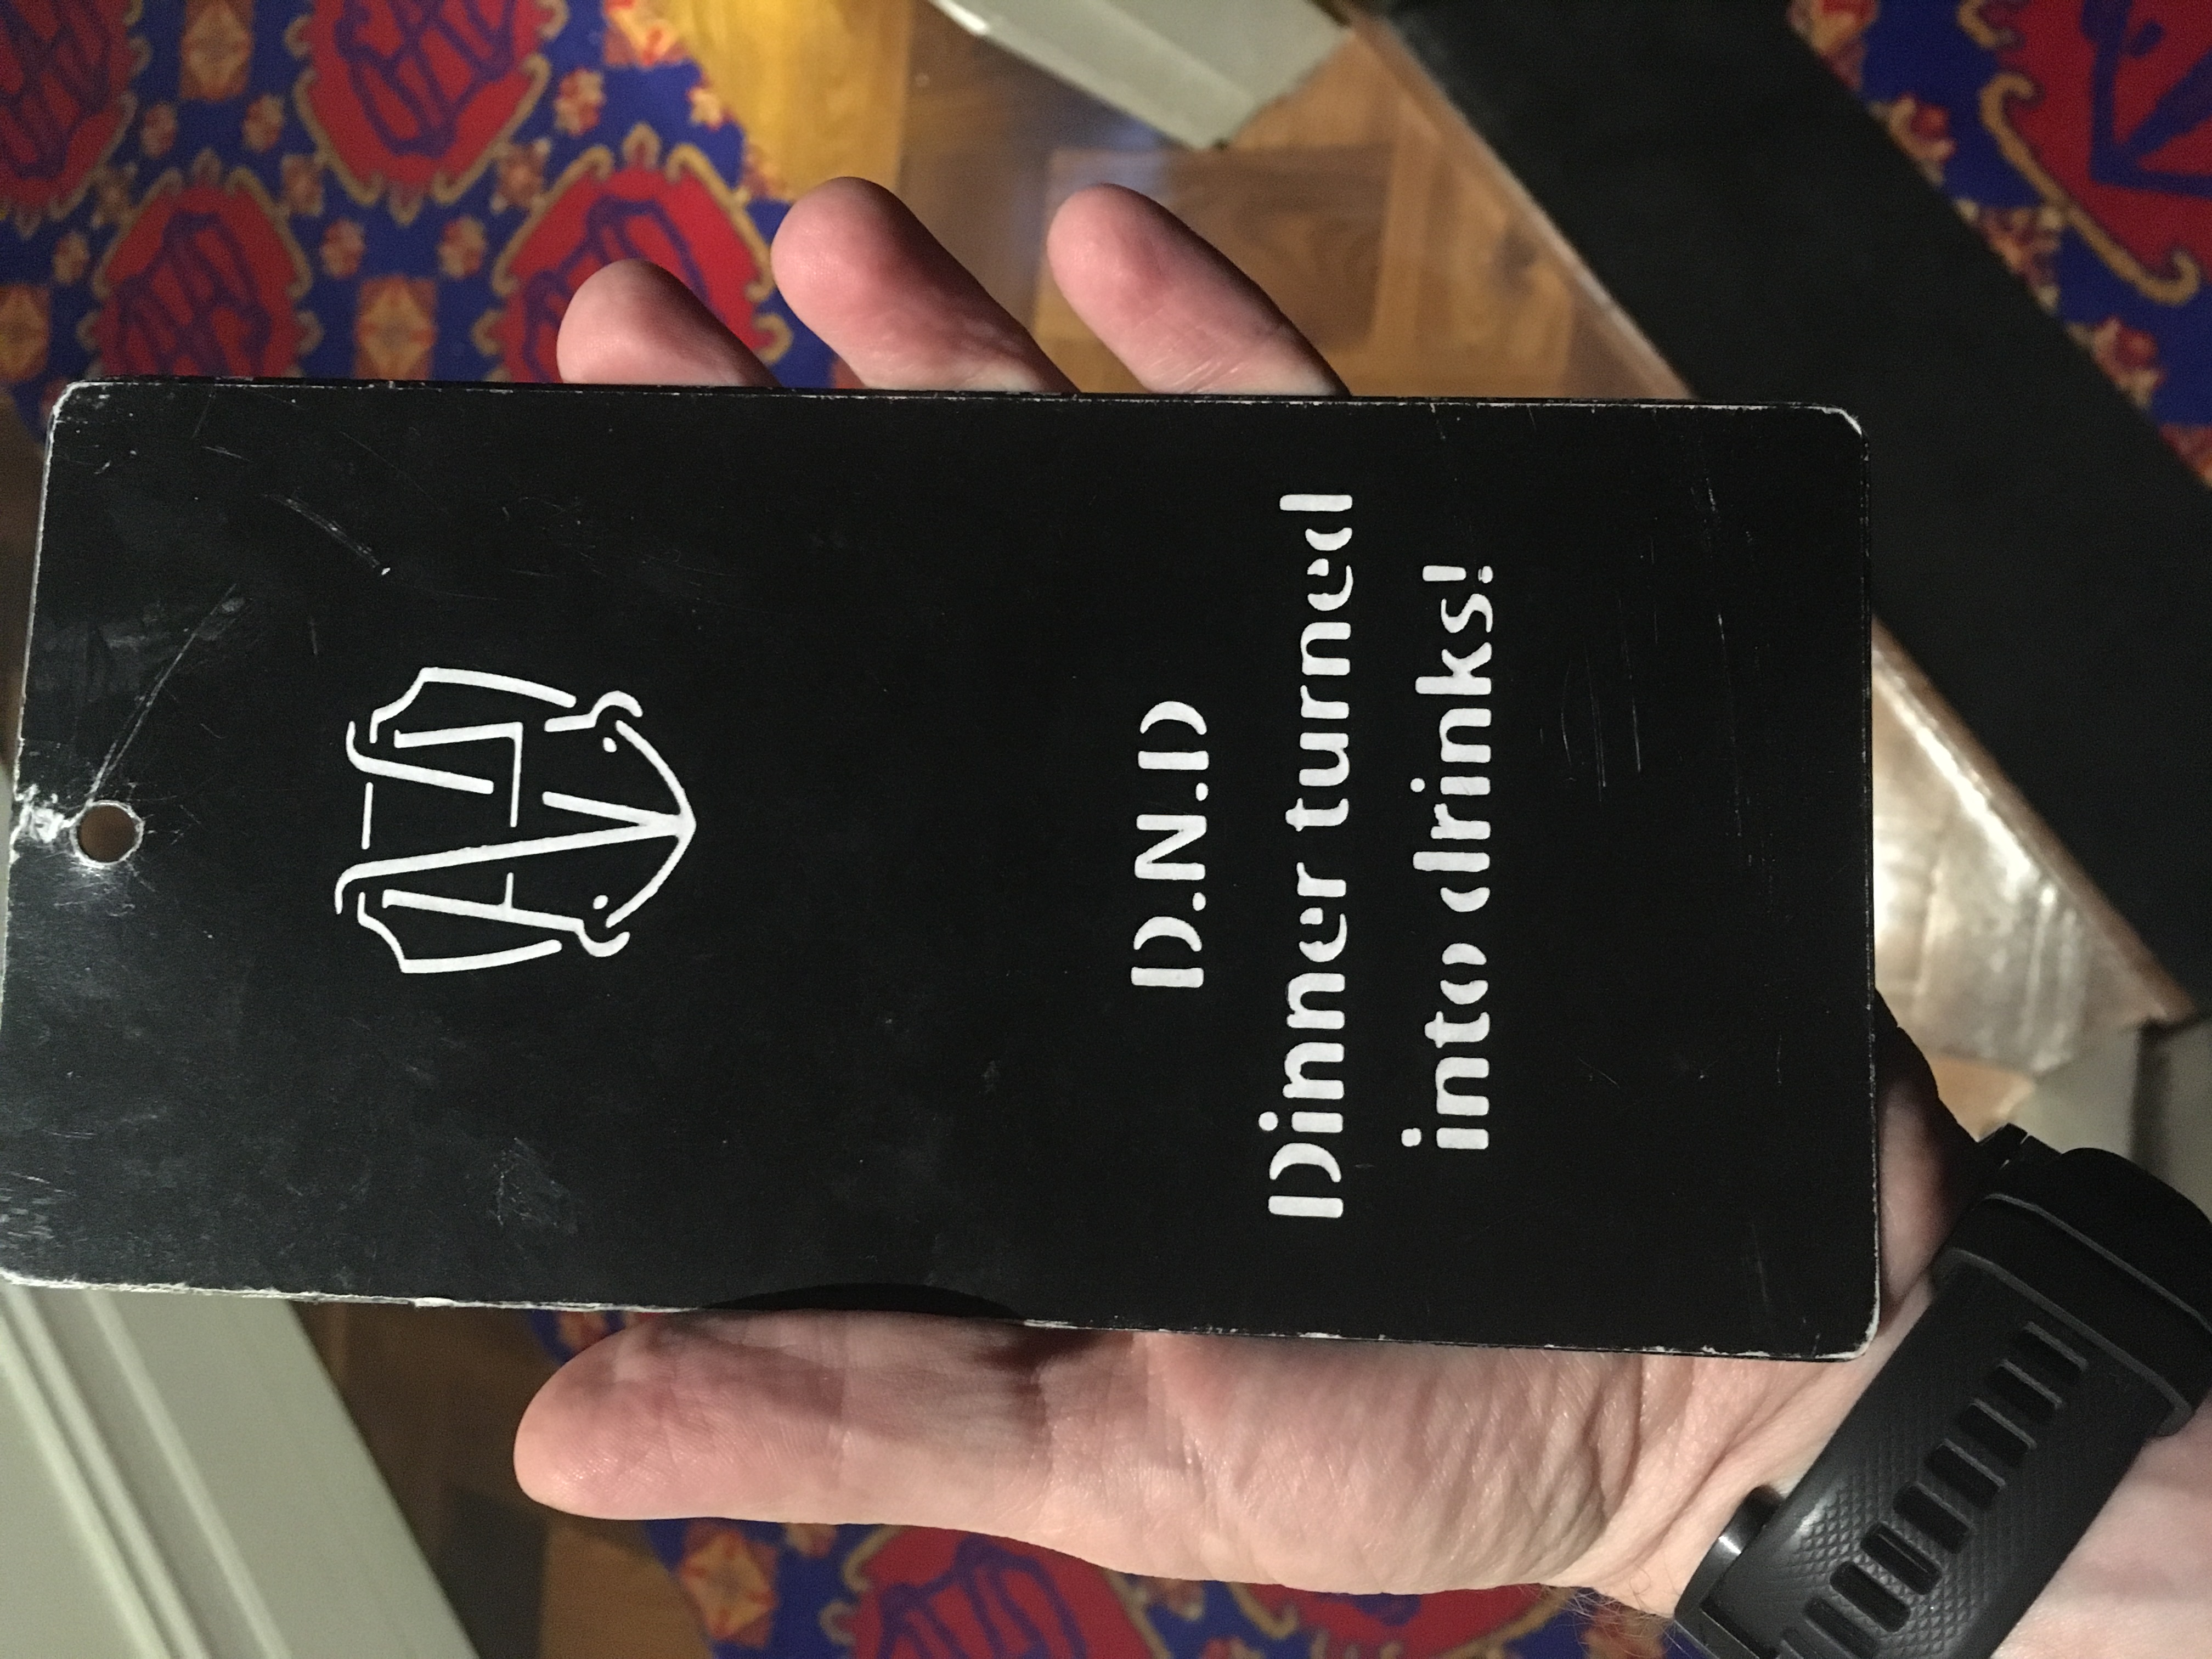 D.N.D
Dinner turned
into drinks!